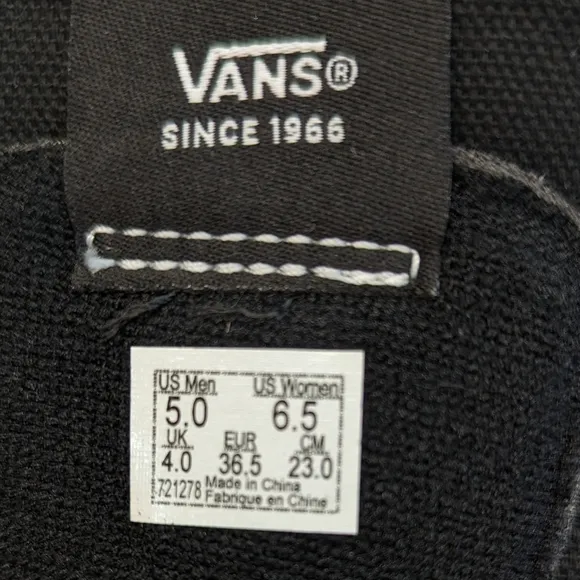 VANS®
SINCE 1966
US Men US Women
5.0 6.5
UK EUR CM
4.0 36.5 23.0
721278 Made in China
Fabrique en Chine